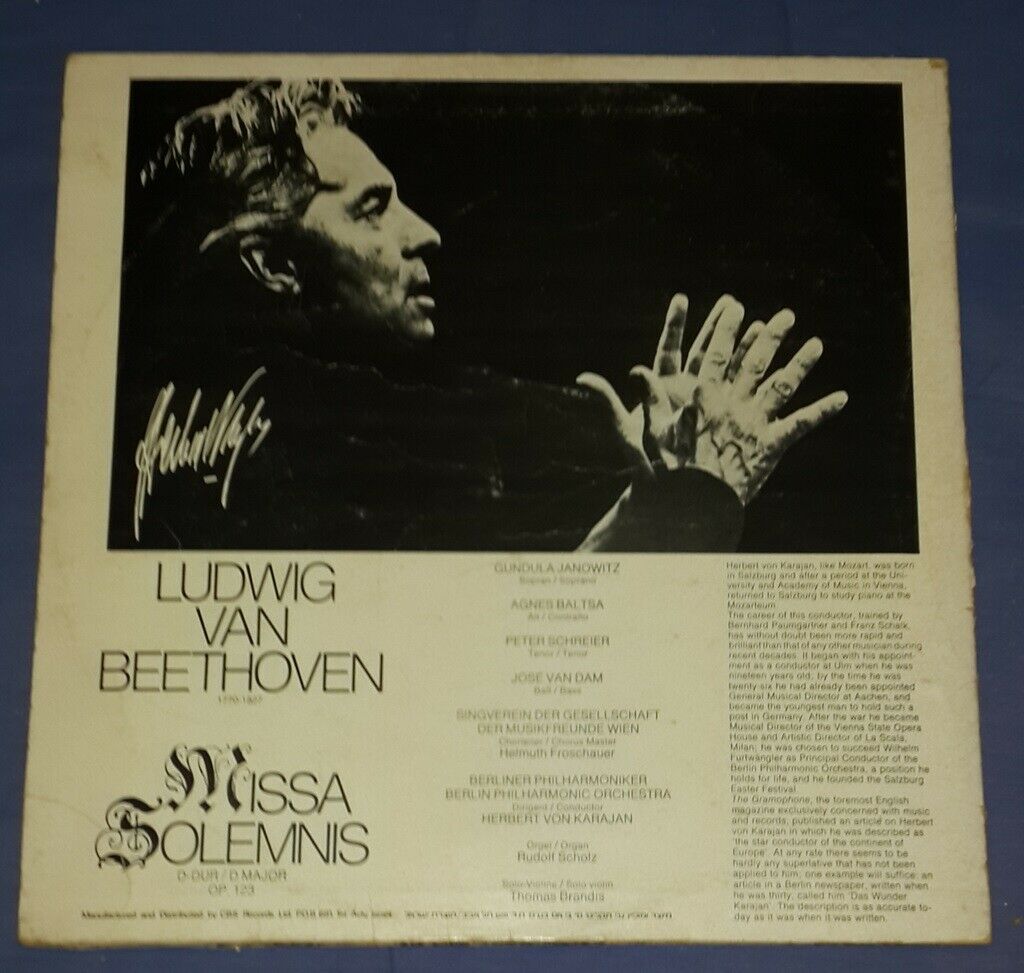 LUDWIG
VAN
BEETHOVEN
1770-1827
MISSA
SOLEMNIS
D-DUR / D MAJOR
OP. 123
GUNDULA JANOWITZ
Sopran / Soprano
AGNES BALTSA
Alt / Contralto
PETER SCHREIER
Tenor / Tenor
JOSÉ VAN DAM
Baß / Bass
SINGVEREIN DER GESELLSCHAFT
DER MUSIKFREUNDE WIEN
Chorleiter / Chorus Master
Helmuth Froschauer
BERLINER PHILHARMONIKER
BERLIN PHILHARMONIC ORCHESTRA
Dirigent / Conductor
HERBERT VON KARAJAN
Orgel / Organ
Rudolf Scholz
Solo-Violine / Solo violin
Thomas Brandis
Herbert von Karajan, like Mozart, was born
in Salzburg and after a period at the Uni-
versity and Academy of Music in Vienna,
returned to Salzburg to study piano at the
Mozarteum.
The career of this conductor, trained by
Bernhard Paumgartner and Franz Schalk,
has without doubt been more rapid and
brilliant than that of any other musician during
recent decades. It began with his appoint-
ment as a conductor at Ulm when he was
nineteen years old; by the time he was
twenty-six he had already been appointed
General Musical Director at Aachen, and
became the youngest man to hold such a
post in Germany. After the war he became
Musical Director of the Vienna State Opera
House and Artistic Director of La Scala,
Milan; he was chosen to succeed Wilhelm
Furtwängler as Principal Conductor of the
Berlin Philharmonic Orchestra, a position he
holds for life, and he founded the Salzburg
Easter Festival.
The Gramophone, the foremost English
magazine exclusively concerned with music
and records, published an article on Herbert
von Karajan in which he was described as
'the star conductor of the continent of
Europe'. At any rate there seems to be
hardly any superlative that has not been
applied to him; one example will suffice: an
article in a Berlin newspaper, written when
he was thirty, called him 'Das Wunder
Karajan'. The description is as accurate to-
day as it was when it was written.
Manufactured and Distributed by CBS Records Ltd.